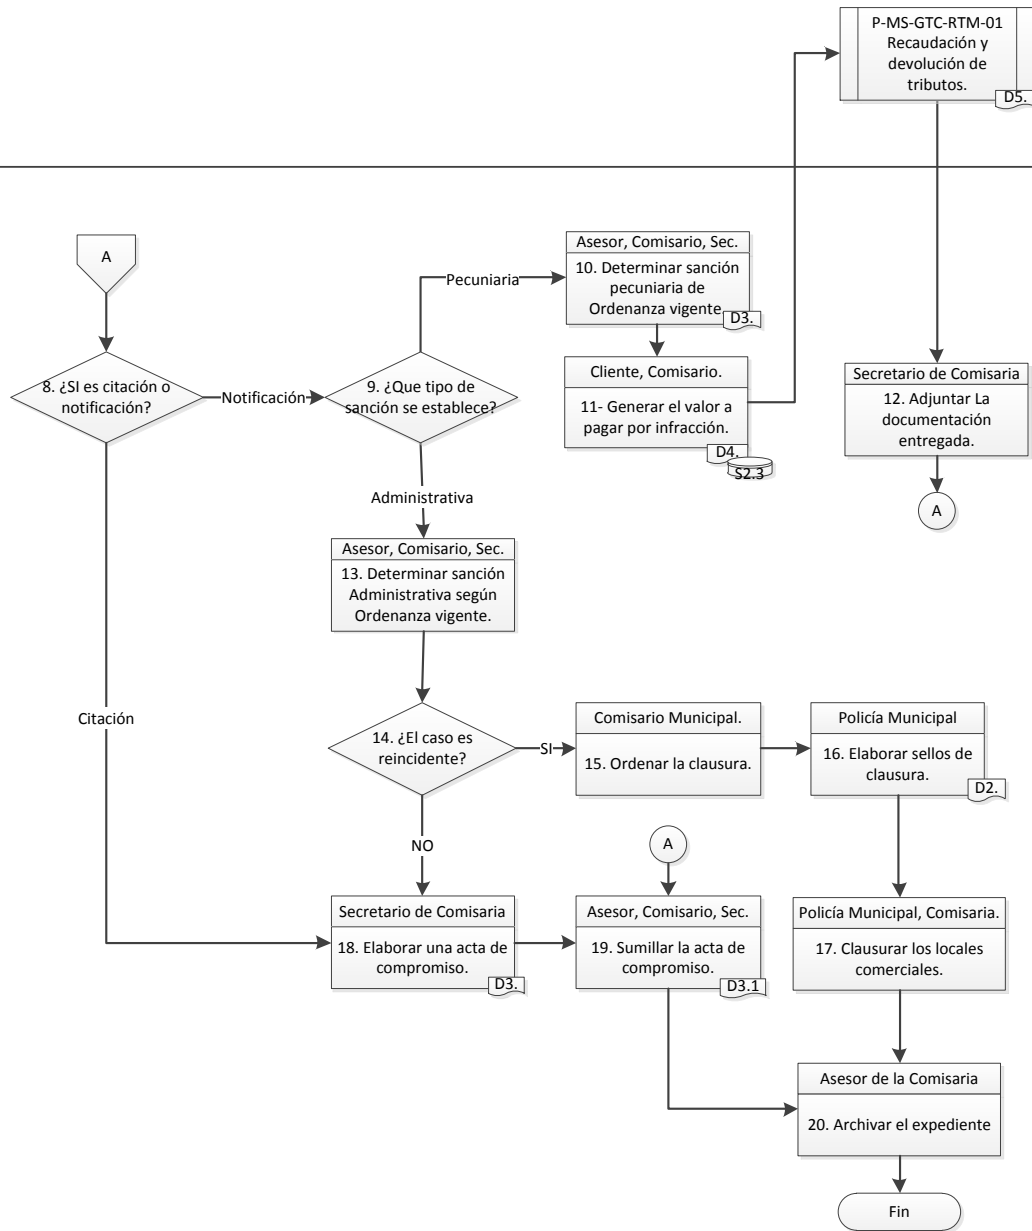 P-MS-GTC-RTM-01
Recaudación y
devolución de
tributos.
D5.
A
Asesor, Comisario, Sec.
10. Determinar sanción
pecuniaria de
Ordenanza vigente
D3.
Pecuniaria
Cliente, Comisario.
11- Generar el valor a
pagar por infracción.
D4.
S2.3
8. ¿SI es citación o
notificación?
Notificación
9. ¿Que tipo de
sanción se establece?
Secretario de Comisaria
12. Adjuntar La
documentación
entregada.
A
Administrativa
Asesor, Comisario, Sec.
13. Determinar sanción
Administrativa según
Ordenanza vigente.
Citación
14. ¿El caso es
reincidente?
SI
Comisario Municipal.
15. Ordenar la clausura.
Policía Municipal
16. Elaborar sellos de
clausura.
D2.
NO
A
Secretario de Comisaria
18. Elaborar una acta de
compromiso.
D3.
Asesor, Comisario, Sec.
19. Sumillar la acta de
compromiso.
D3.1
Policía Municipal, Comisaria.
17. Clausurar los locales
comerciales.
Asesor de la Comisaria
20. Archivar el expediente
Fin